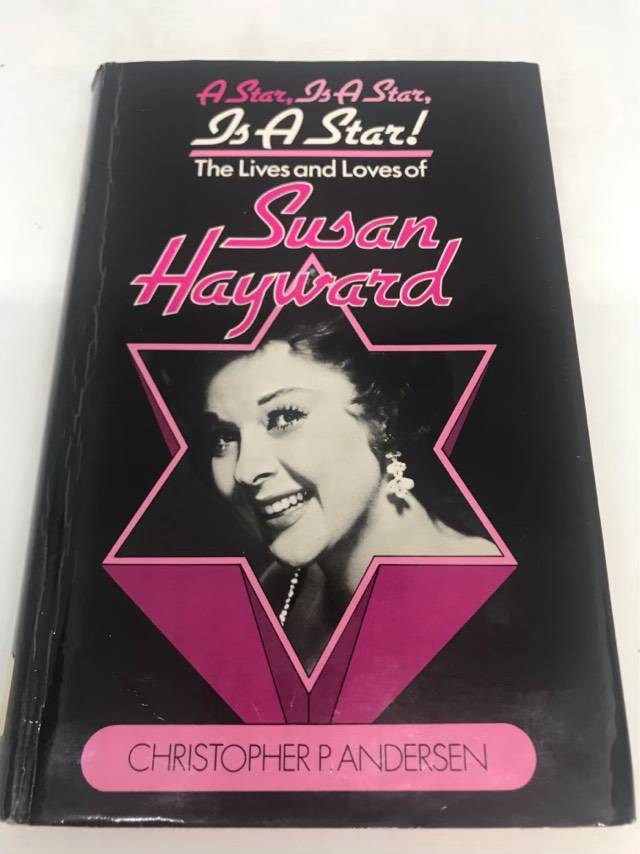 A Star, Is A Star,
Is A Star!
The Lives and Loves of
Susan
Hayward
CHRISTOPHER P. ANDERSEN